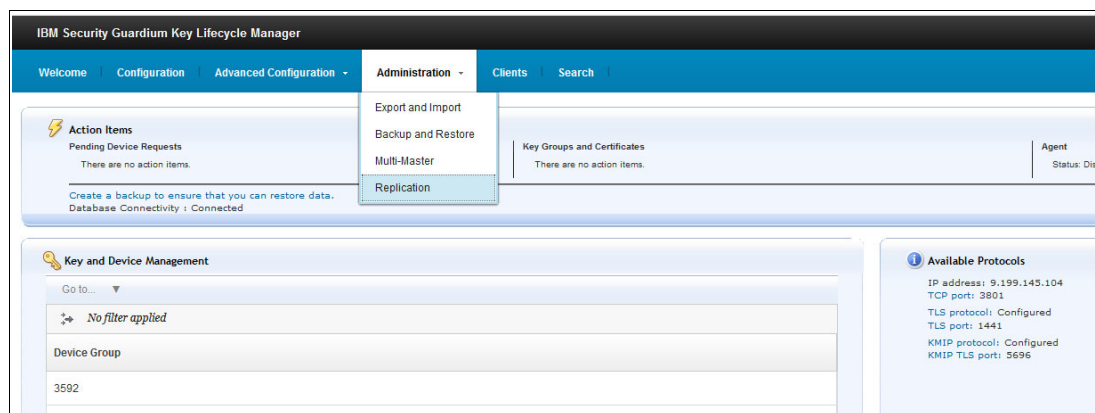 IBM Security Guardium Key Lifecycle Manager
Welcome Configuration Advanced Configuration Administration Clients Search
Export and Import
Backup and Restore
Multi-Master
Replication
Action Items
Pending Device Requests
There are no action items.
Key Groups and Certificates
There are no action items.
Agent
Status: Dis
Create a backup to ensure that you can restore data.
Database Connectivity : Connected
Key and Device Management
Go to...
No filter applied
Device Group
3592
Available Protocols
IP address: 9.199.145.104
TCP port: 3801
TLS protocol: Configured
TLS port: 1441
KMIP protocol: Configured
KMIP TLS port: 5696